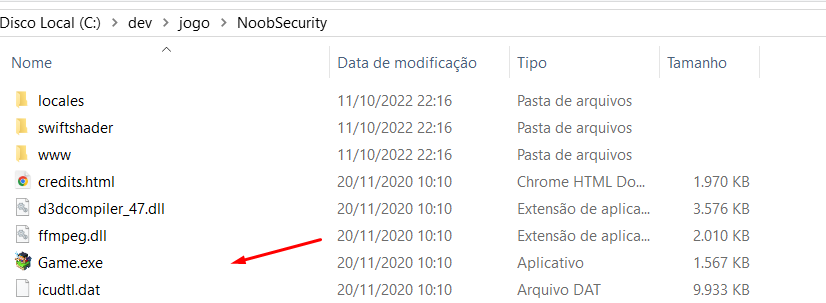 Disco Local (C:) > dev > jogo > NoobSecurity
Nome Data de modificação Tipo Tamanho
locales 11/10/2022 22:16 Pasta de arquivos
swiftshader 11/10/2022 22:16 Pasta de arquivos
www 11/10/2022 22:16 Pasta de arquivos
credits.html 20/11/2020 10:10 Chrome HTML Do... 1.970 KB
d3dcompiler_47.dll 20/11/2020 10:10 Extensão de aplica... 3.576 KB
ffmpeg.dll 20/11/2020 10:10 Extensão de aplica... 2.010 KB
Game.exe 20/11/2020 10:10 Aplicativo 1.567 KB
icudtl.dat 20/11/2020 10:10 Arquivo DAT 9.933 KB